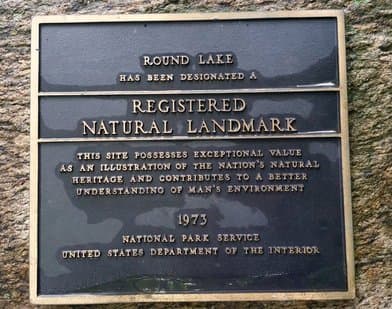 ROUND LAKE
HAS BEEN DESIGNATED A
REGISTERED
NATURAL LANDMARK
THIS SITE POSSESSES EXCEPTIONAL VALUE
AS AN ILLUSTRATION OF THE NATION'S NATURAL
HERITAGE AND CONTRIBUTES TO A BETTER
UNDERSTANDING OF MAN'S ENVIRONMENT
1973
NATIONAL PARK SERVICE
UNITED STATES DEPARTMENT OF THE INTERIOR